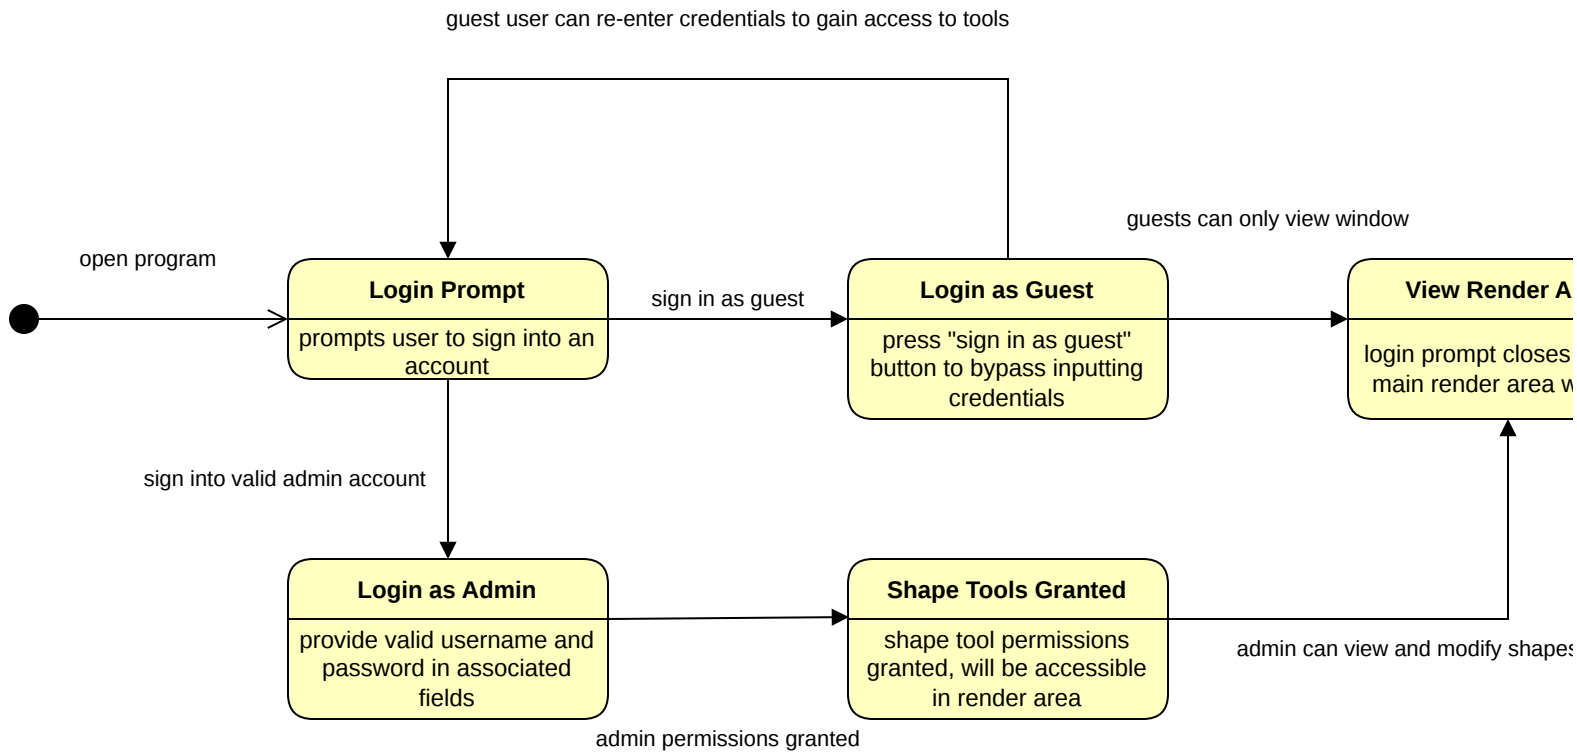 guest user can re-enter credentials to gain access to tools
guests can only view window
open program
Login Prompt
prompts user to sign into an
account
sign in as guest
Login as Guest
press "sign in as guest"
button to bypass inputting
credentials
View Render
login prompt closes
main render area
sign into valid admin account
Login as Admin
provide valid username and
password in associated
fields
Shape Tools Granted
shape tool permissions
granted, will be accessible
in render area
admin can view and modify shapes
admin permissions granted